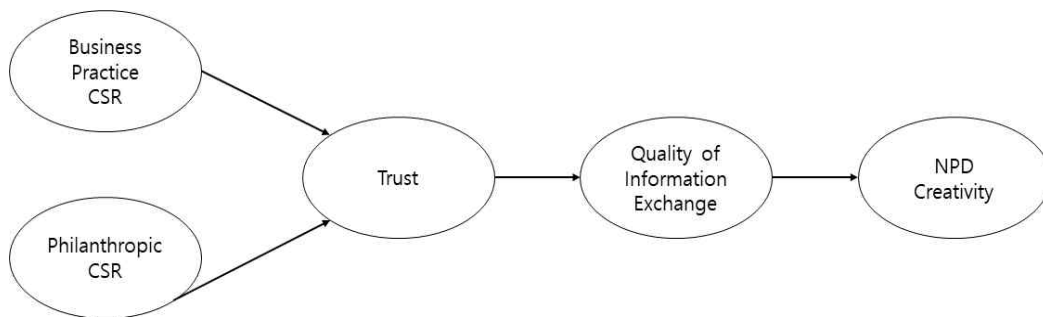 Business
Practice
CSR
Philanthropic
CSR
Trust
Quality of
Information
Exchange
NPD
Creativity